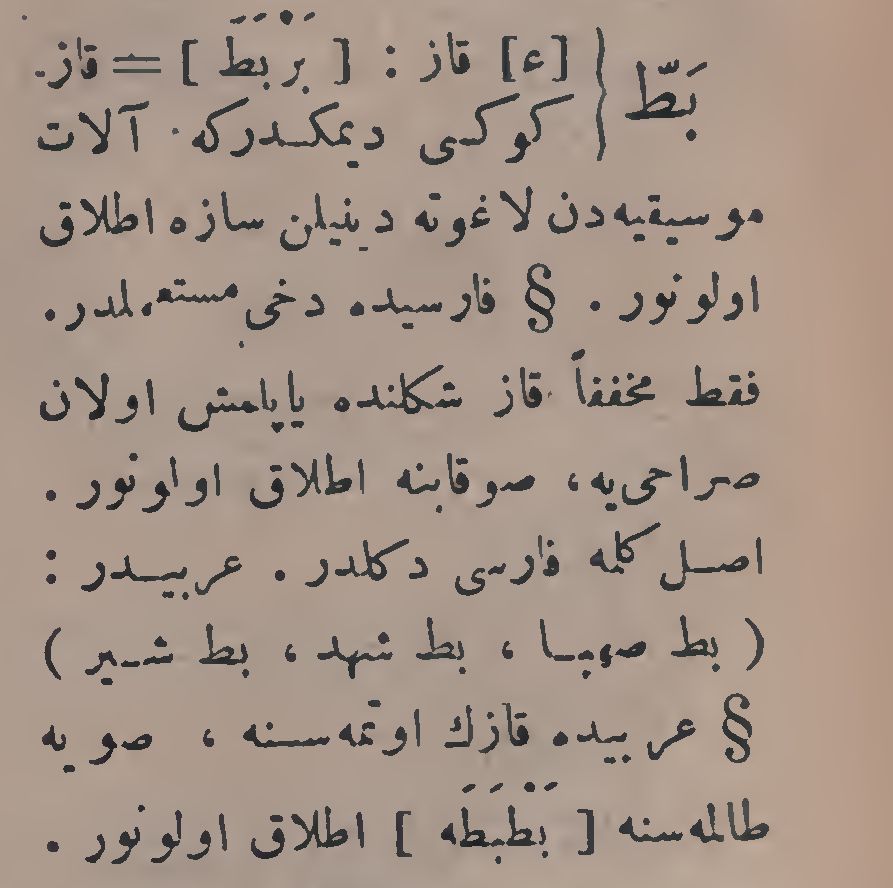 بَطّ { [ع] قاز : [ بربط ] = قاز.
كوكسى ديمكدركه آلات
موسيقيه‌دن لاغوته دينيلن سازه اطلاق
اولونور . § فارسيده دخى مستعملدر .
فقط مخففاً قاز شكلنده ياپلمش اولان
صراحى‌يه، صوقابنه اطلاق اولونور .
اصل كلمه فارسى دكلدر . عربيدر :
( بط صهبا ، بط شهد ، بط شير )
§ عربيده قازك اوتمه‌سنه ، صويه
طالمه‌سنه [ بَطبَطَه ] اطلاق اولونور .